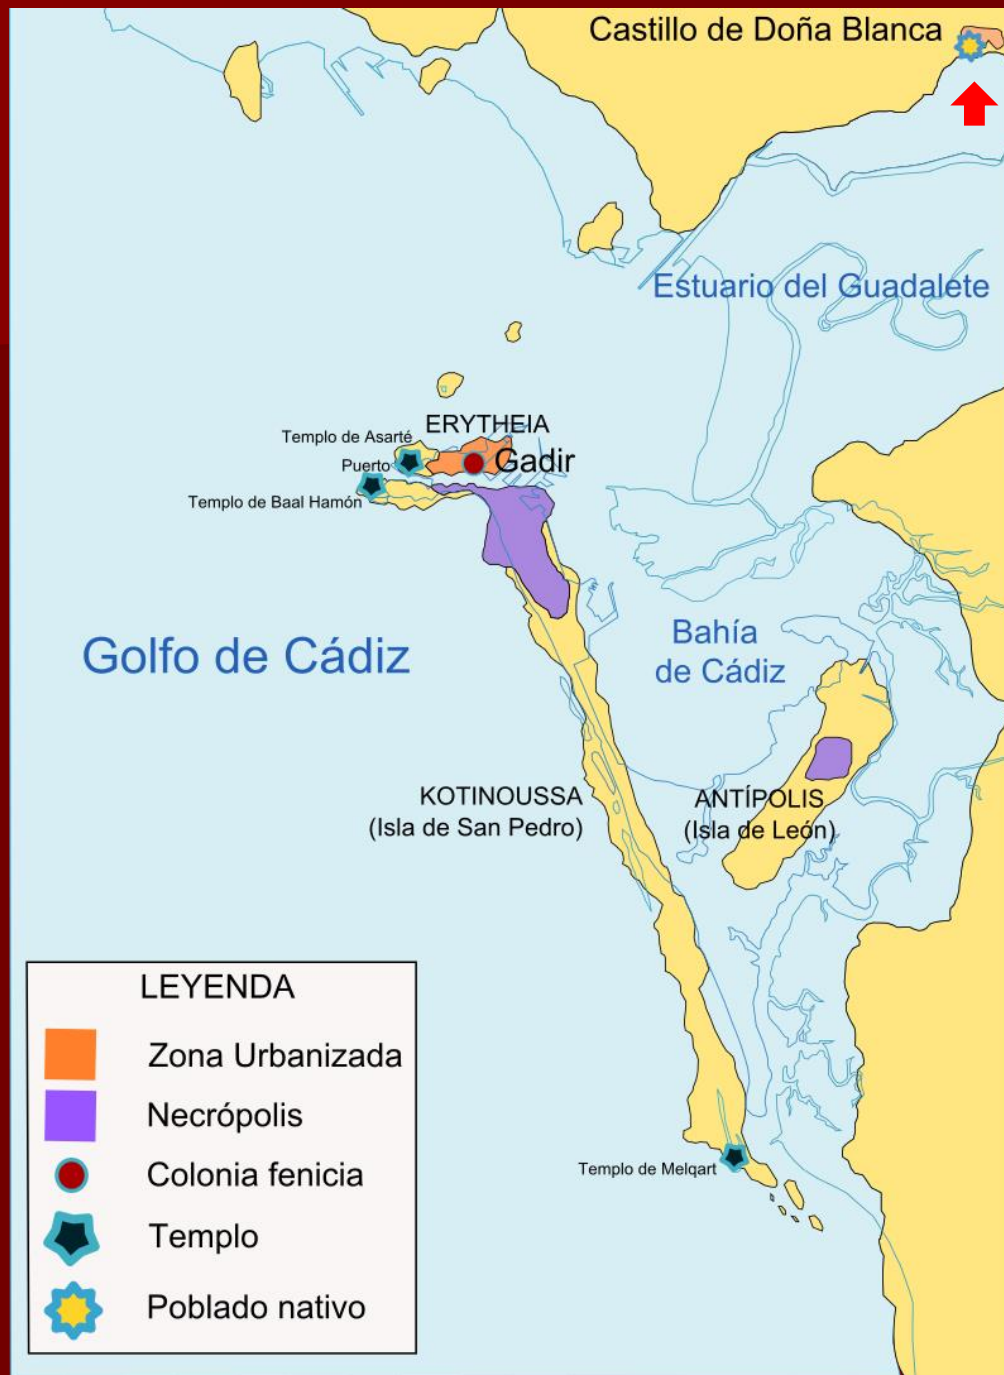 Castillo de Doña Blanca
Estuario del Guadalete
ERYTHEIA
Templo de Asarté
Gadir
Puerto
Templo de Baal Hamón
Golfo de Cádiz
Bahía
de Cádiz
KOTINOUSSA
(Isla de San Pedro)
ANTÍPOLIS
(Isla de León)
Templo de Melqart
LEYENDA
Zona Urbanizada
Necrópolis
Colonia fenicia
Templo
Poblado nativo